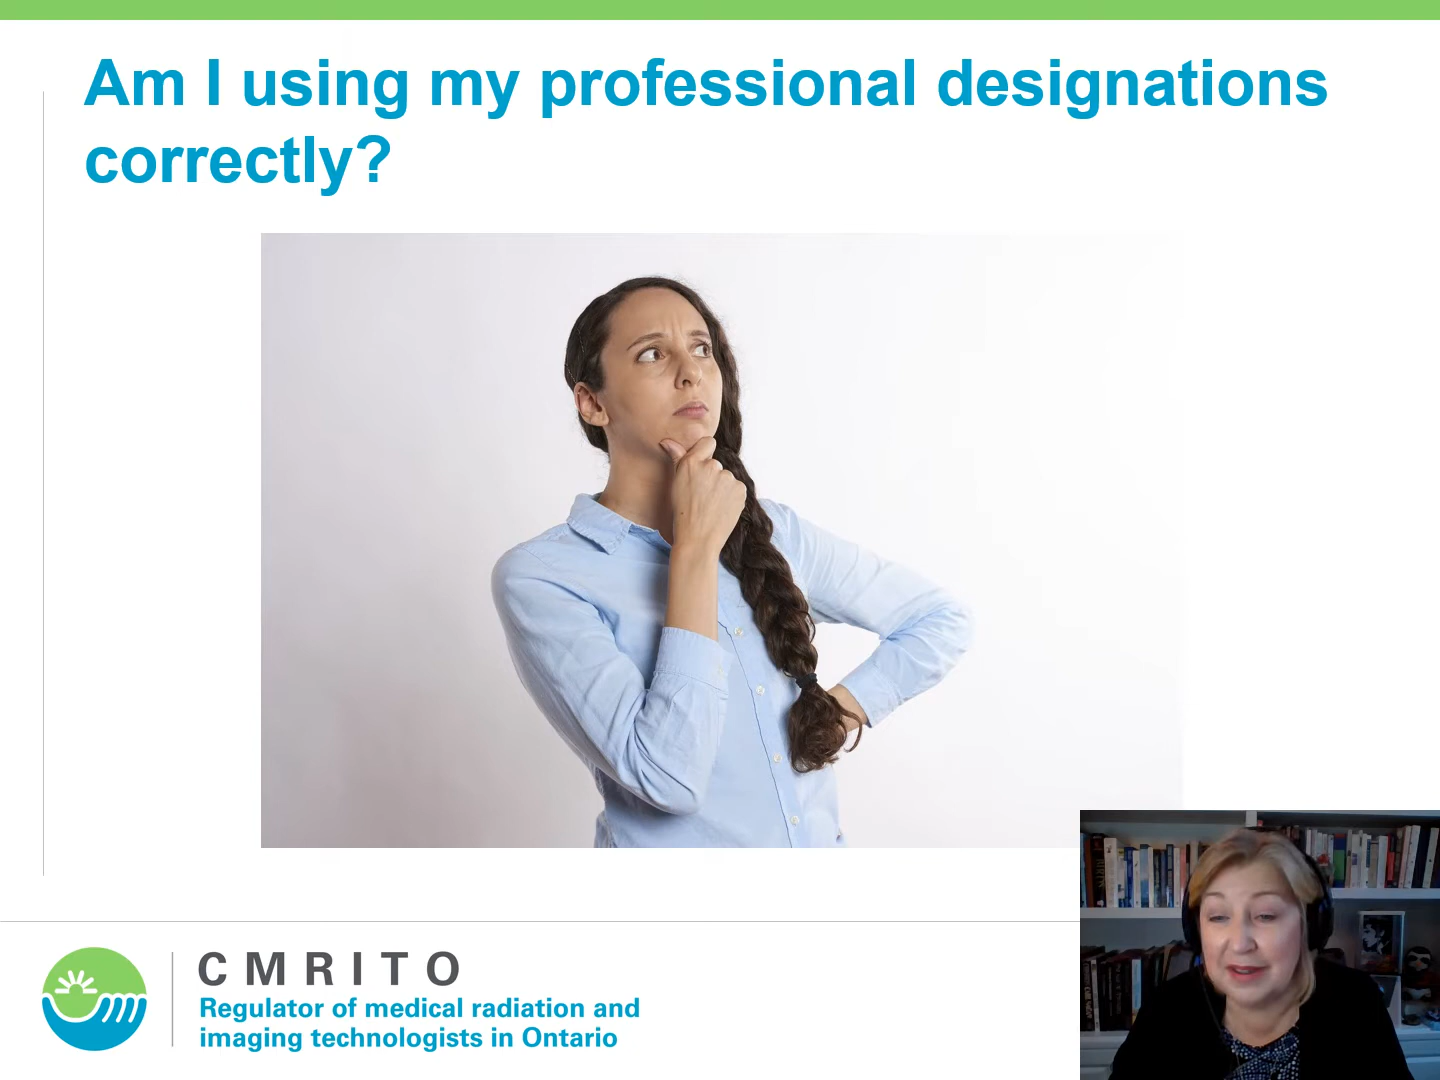 Am I using my professional designations
correctly?
CMRITO
Regulator of medical radiation and
imaging technologists in Ontario